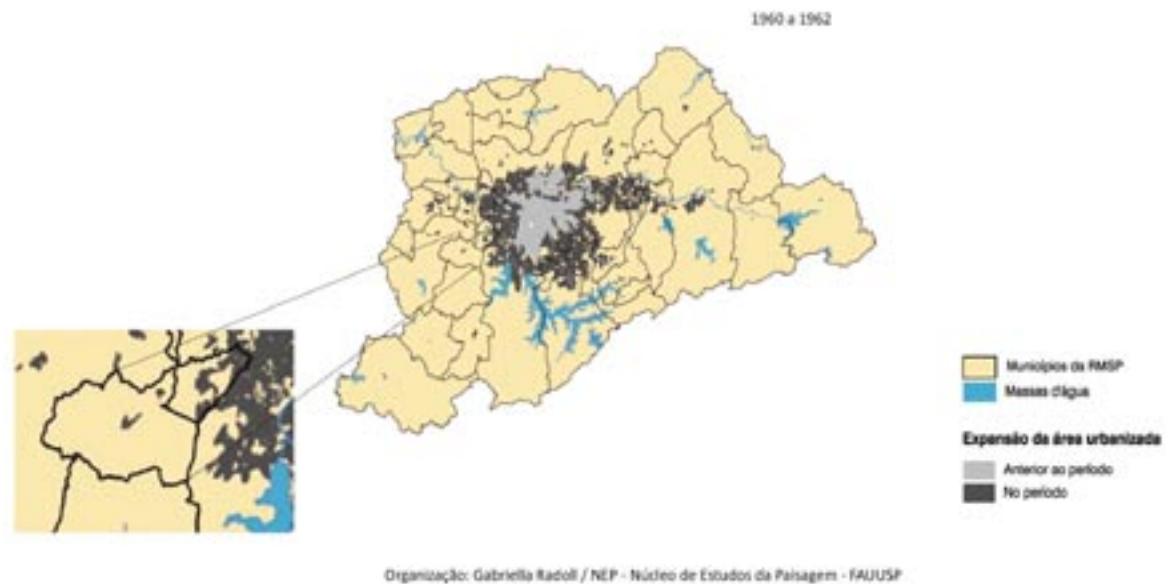 1960 a 1962
Municípios da RMSP
Massas d'água
Expansão da área urbanizada
Anterior ao período
No período
Organização: Gabriella Radoll / NEP - Núcleo de Estudos da Paisagem - FAUUSP